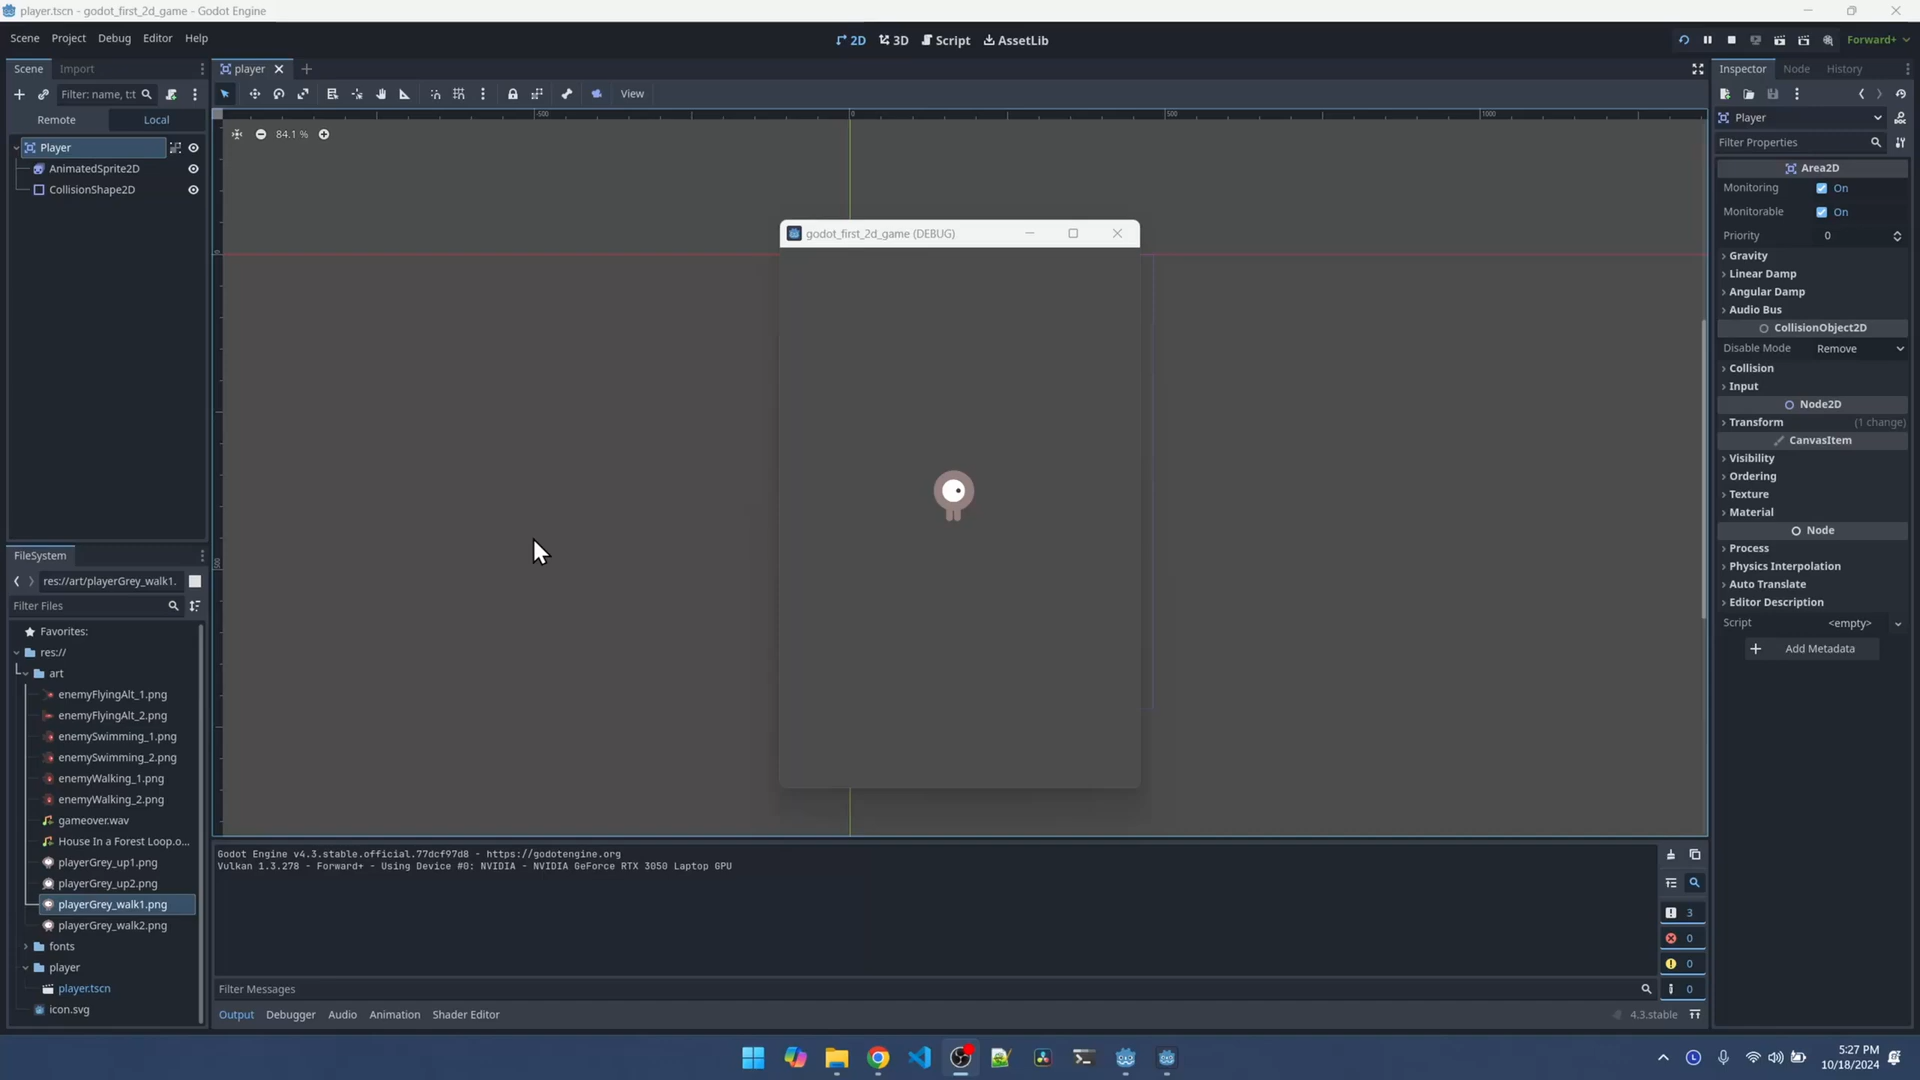 player.tscn - godot_first_2d_game - Godot Engine
Scene Project Debug Editor Help
2D 3D Script AssetLib
Forward+
Scene Import
player
Inspector Node History
Filter: name, t:t
View
Remote Local
Player
-500 0 500 1000
84.1 %
Player
AnimatedSprite2D
CollisionShape2D
Filter Properties
Area2D
Monitoring On
Monitorable On
Priority 0
Gravity
Linear Damp
Angular Damp
Audio Bus
CollisionObject2D
Disable Mode Remove
Collision
Input
Node2D
Transform (1 change)
CanvasItem
Visibility
Ordering
Texture
Material
Node
Process
Physics Interpolation
Auto Translate
Editor Description
Script <empty>
Add Metadata
godot_first_2d_game (DEBUG)
0
500
FileSystem
res://art/playerGrey_walk1.
Filter Files
Favorites:
res://
art
enemyFlyingAlt_1.png
enemyFlyingAlt_2.png
enemySwimming_1.png
enemySwimming_2.png
enemyWalking_1.png
enemyWalking_2.png
gameover.wav
House In a Forest Loop.o...
playerGrey_up1.png
playerGrey_up2.png
playerGrey_walk1.png
playerGrey_walk2.png
fonts
player
player.tscn
icon.svg
Godot Engine v4.3.stable.official.77dcf97d8 - https://godotengine.org
Vulkan 1.3.278 - Forward+ - Using Device #0: NVIDIA - NVIDIA GeForce RTX 3050 Laptop GPU
3
0
0
0
Filter Messages
Output Debugger Audio Animation Shader Editor
4.3.stable
5:27 PM
10/18/2024